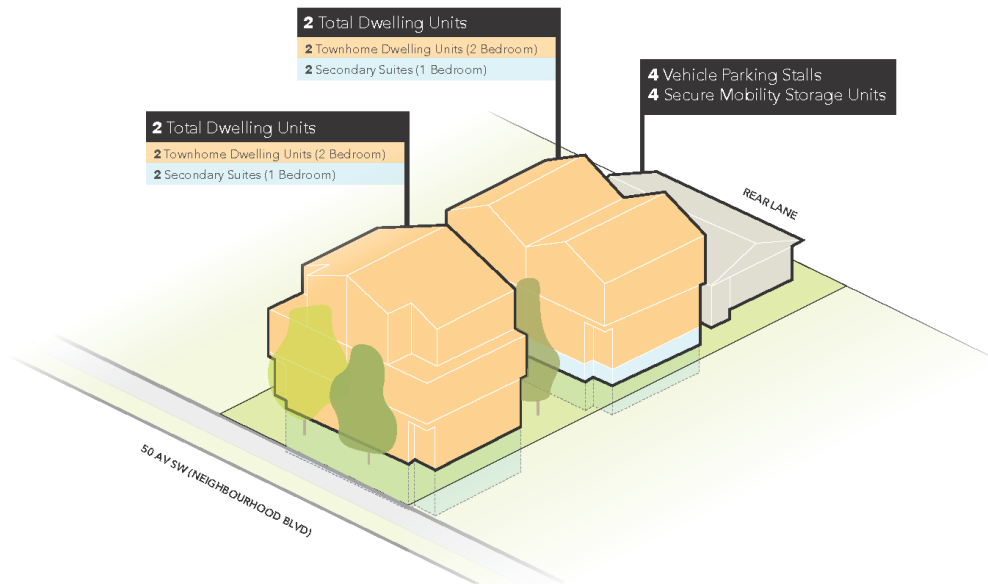 2 Total Dwelling Units
2 Townhome Dwelling Units (2 Bedroom)
2 Secondary Suites (1 Bedroom)
4 Vehicle Parking Stalls
4 Secure Mobility Storage Units
2 Total Dwelling Units
2 Townhome Dwelling Units (2 Bedroom)
2 Secondary Suites (1 Bedroom)
REAR LANE
50 AV SW (NEIGHBOURHOOD BLVD)